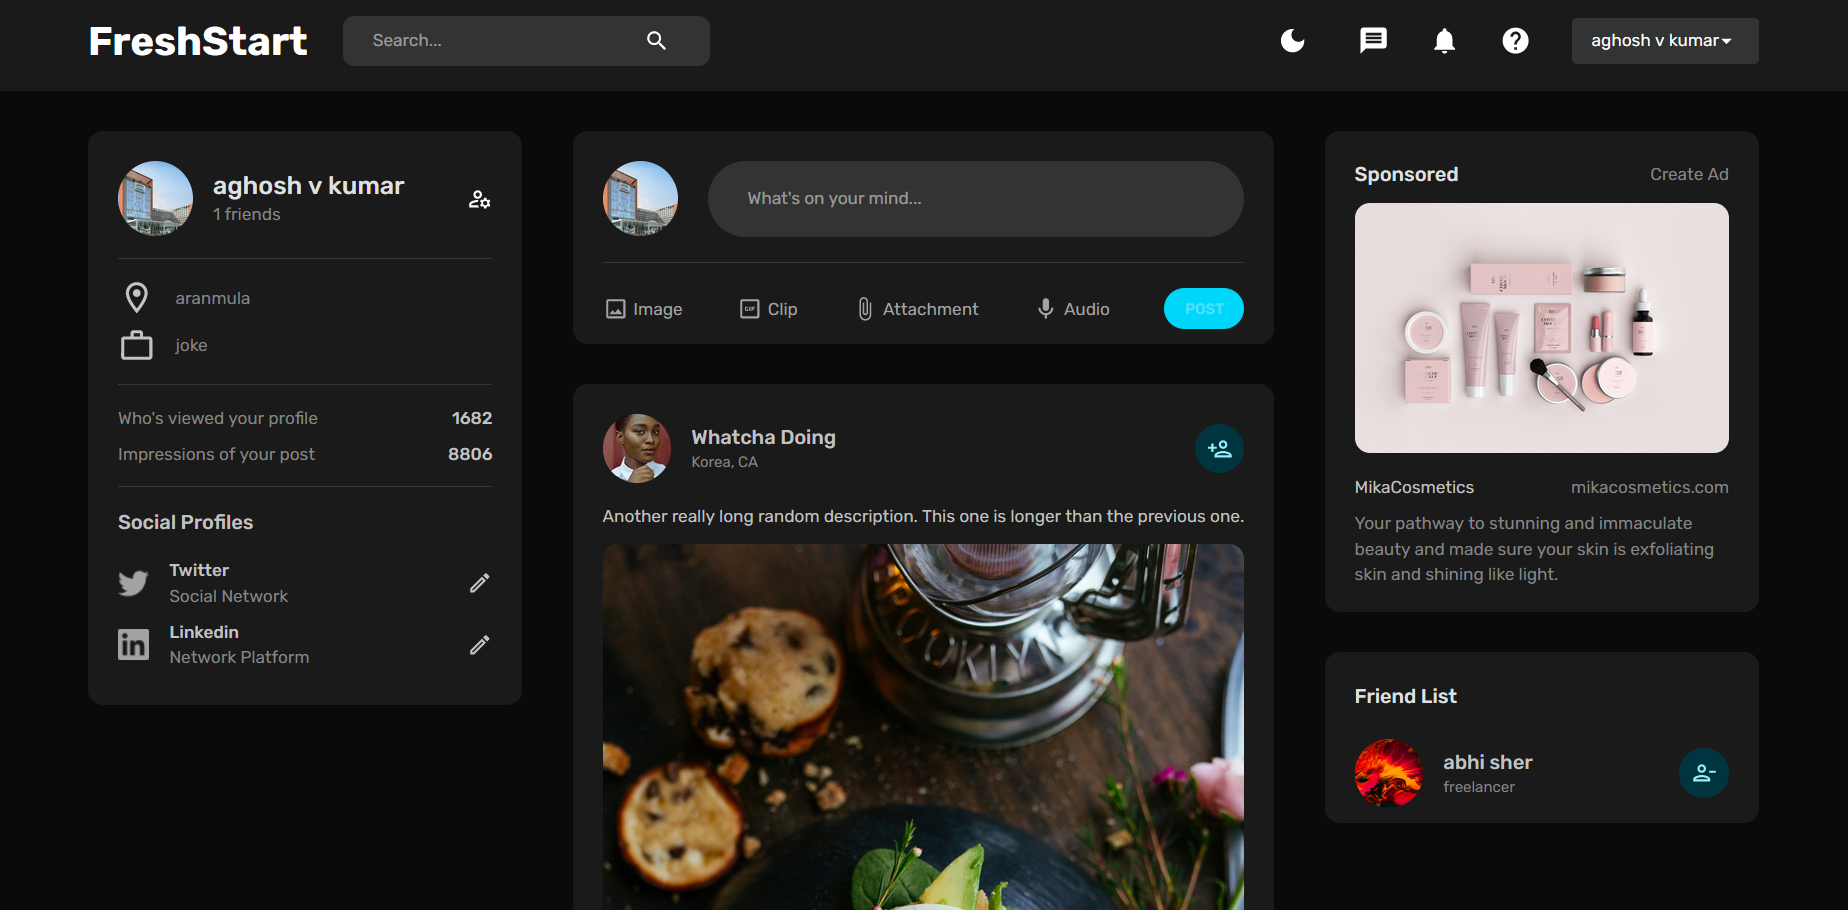 FreshStart
Search...
aghosh v kumar
aghosh v kumar
1 friends
aranmula
joke
Who's viewed your profile 1682
Impressions of your post 8806
Social Profiles
Twitter
Social Network
Linkedin
Network Platform
What's on your mind...
Image
GIF
Clip
Attachment
Audio
POST
Whatcha Doing
Korea, CA
Another really long random description. This one is longer than the previous one.
OOKLYN
Sponsored
Create Ad
MikaCosmetics
mikacosmetics.com
Your pathway to stunning and immaculate
beauty and made sure your skin is exfoliating
skin and shining like light.
Friend List
abhi sher
freelancer